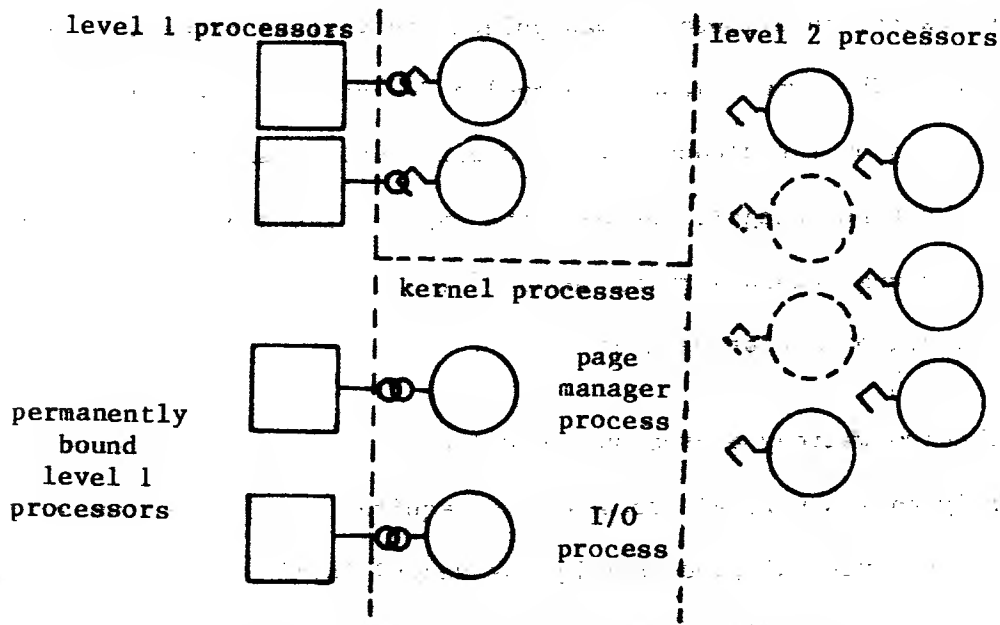 level 1 processors
level 2 processors
kernel processes
page
manager
process
permanently
bound
level 1
processors
I/O
process